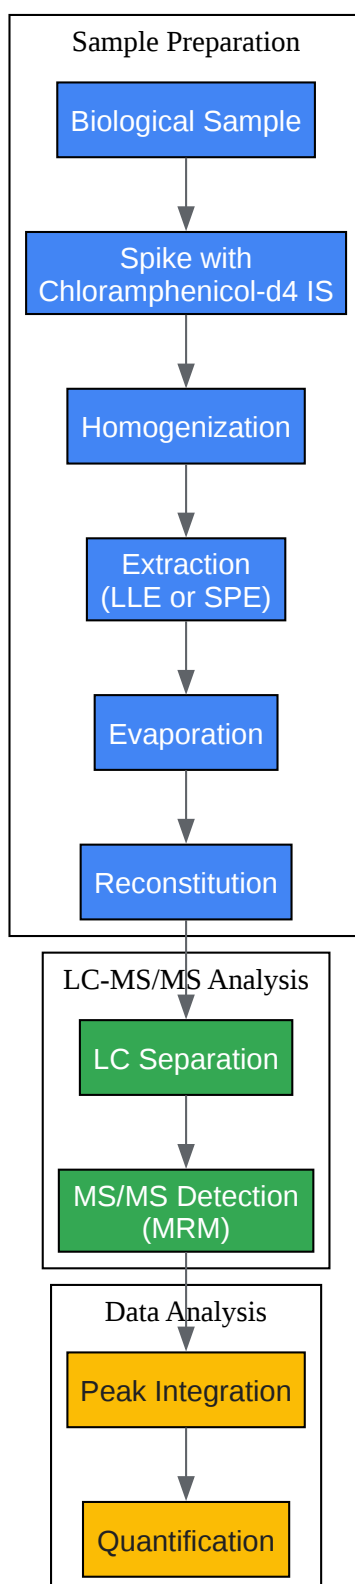 Sample Preparation
Biological Sample
Spike with
Chloramphenicol-d4 IS
Homogenization
Extraction
(LLE or SPE)
Evaporation
Reconstitution
LC-MS/MS Analysis
LC Separation
MS/MS Detection
(MRM)
Data Analysis
Peak Integration
Quantification